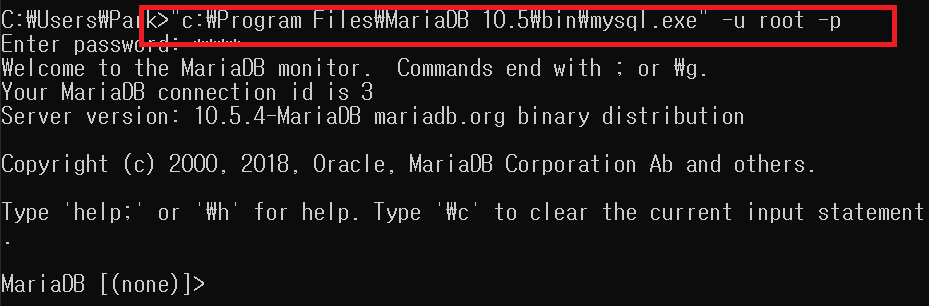 C:₩Users₩Park>"c:₩Program Files₩MariaDB 10.5₩bin₩mysql.exe" -u root -p
Enter password: ****
Welcome to the MariaDB monitor.  Commands end with ; or ₩g.
Your MariaDB connection id is 3
Server version: 10.5.4-MariaDB mariadb.org binary distribution
Copyright (c) 2000, 2018, Oracle, MariaDB Corporation Ab and others.
Type 'help;' or '₩h' for help. Type '₩c' to clear the current input statement
.
MariaDB [(none)]>